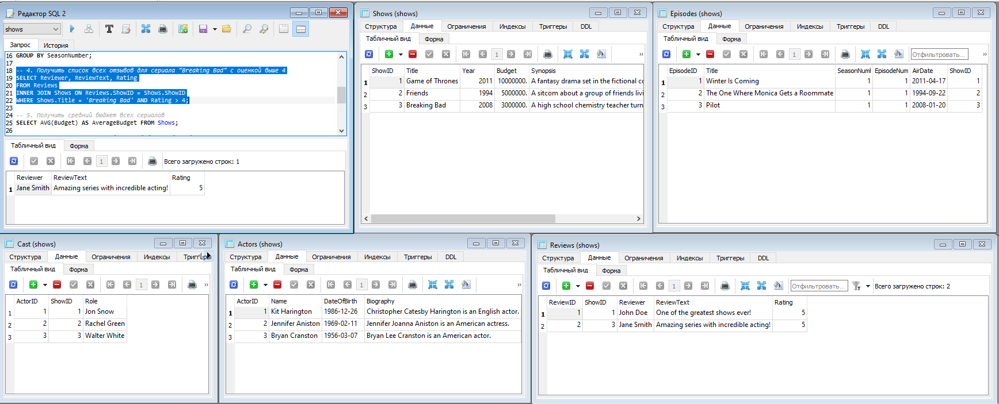 Редактор SQL 2
shows
Запрос История
16 GROUP BY SeasonNumber;
17
18 -- 4. Получить список всех отзывов для сериала "Breaking Bad" с оценкой выше 4
19 SELECT Reviewer, ReviewText, Rating
20 FROM Reviews
21 INNER JOIN Shows ON Reviews.ShowID = Shows.ShowID
22 WHERE Shows.Title = 'Breaking Bad' AND Rating > 4;
23
24 -- 5. Получить средний бюджет всех сериалов
25 SELECT AVG(Budget) AS AverageBudget FROM Shows;
26
Табличный вид Форма
1 Всего загружено строк: 1
Reviewer ReviewText Rating
1 Jane Smith Amazing series with incredible acting! 5
Shows (shows)
Структура Данные Ограничения Индексы Триггеры DDL
Табличный вид Форма
1 »
ShowID Title Year Budget Synopsis
1 1 Game of Thrones 2011 10000000. A fantasy drama set in the fictional co
2 2 Friends 1994 5000000. A sitcom about a group of friends livi
3 3 Breaking Bad 2008 3000000. A high school chemistry teacher turn
Episodes (shows)
Структура Данные Ограничения Индексы Триггеры DDL
Табличный вид Форма
1 Отфильтровать... »
EpisodeID Title SeasonNuml EpisodeNum AirDate ShowID
1 1 Winter Is Coming 1 1 2011-04-17 1
2 2 The One Where Monica Gets a Roommate 1 1 1994-09-22 2
3 3 Pilot 1 1 2008-01-20 3
Cast (shows)
Структура Данные Ограничения Индексы Триггеры
Табличный вид Форма
1 »
ActorID ShowID Role
1 1 1 Jon Snow
2 2 2 Rachel Green
3 3 3 Walter White
Actors (shows)
Структура Данные Ограничения Индексы Триггеры DDL
Табличный вид Форма
1 »
ActorID Name DateOfBirth Biography
1 1 Kit Harington 1986-12-26 Christopher Catesby Harington is an English actor.
2 2 Jennifer Aniston 1969-02-11 Jennifer Joanna Aniston is an American actress.
3 3 Bryan Cranston 1956-03-07 Bryan Lee Cranston is an American actor.
Reviews (shows)
Структура Данные Ограничения Индексы Триггеры DDL
Табличный вид Форма
1 Отфильтровать... Всего загружено строк: 2
ReviewID ShowID Reviewer ReviewText Rating
1 1 1 John Doe One of the greatest shows ever! 5
2 2 3 Jane Smith Amazing series with incredible acting! 5